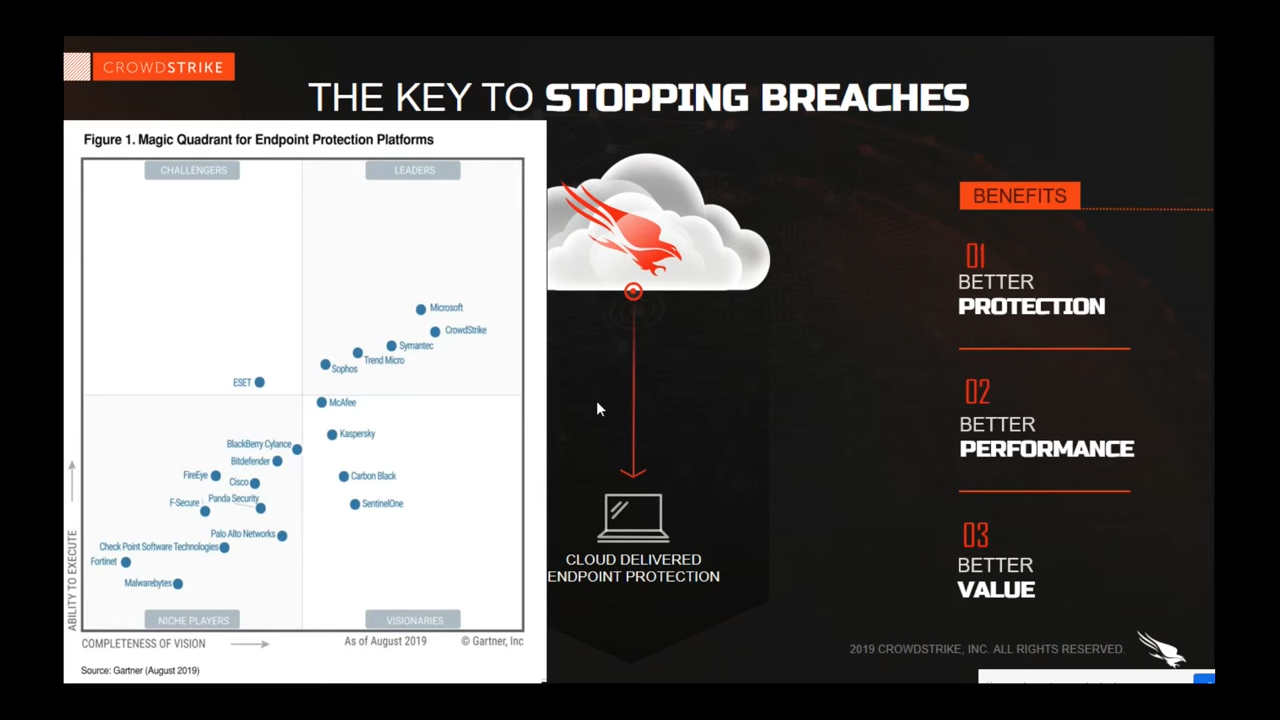 CROWDSTRIKE
THE KEY TO STOPPING BREACHES
Figure 1. Magic Quadrant for Endpoint Protection Platforms
CHALLENGERS
LEADERS
Microsoft
CrowdStrike
Symantec
Trend Micro
Sophos
ESET
McAfee
Kaspersky
BlackBerry Cylance
Bitdefender
FireEye
Cisco
Carbon Black
Panda Security
F-Secure
SentinelOne
Palo Alto Networks
Check Point Software Technologies
Fortinet
Malwarebytes
NICHE PLAYERS
VISIONARIES
ABILITY TO EXECUTE
COMPLETENESS OF VISION
As of August 2019
© Gartner, Inc
Source: Gartner (August 2019)
CLOUD DELIVERED
ENDPOINT PROTECTION
BENEFITS
01
BETTER
PROTECTION
02
BETTER
PERFORMANCE
03
BETTER
VALUE
2019 CROWDSTRIKE, INC. ALL RIGHTS RESERVED.